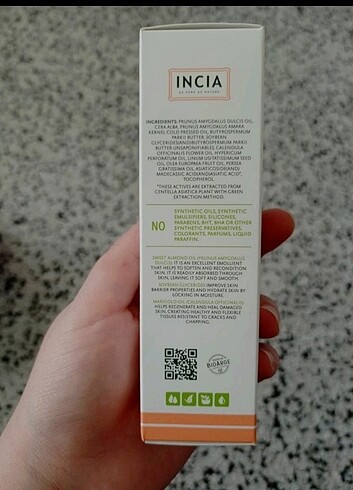 INCIA
AS PURE AS NATURE
INGREDIENTS: PRUNUS AMYGDALUS DULCIS OIL,
CERA ALBA, PRUNUS AMYGDALUS AMARA
KERNEL COLD PRESSED OIL, BUTYROSPERMUM
PARKII BUTTER, SOYBEAN
GLYCERIDES(AND)BUTYROSPERMUM PARKII
BUTTER UNSAPONIFIABLES, CALENDULA
OFFICINALIS FLOWER OIL, HYPERICUM
PERFORATUM OIL, LINUM USITATISSIMUM SEED
OIL, OLEA EUROPAEA FRUIT OIL, PERSEA
GRATISSIMA OIL, ASIATICOSIDE(AND)
MADECASSIC ACID(AND)ASIATIC ACID*,
TOCOPHEROL.
*THESE ACTIVES ARE EXTRACTED FROM
CENTELLA ASIATICA PLANT WITH GREEN
EXTRACTION METHOD.
NO
SYNTHETIC OILS, SYNTHETIC
EMULSIFIERS, SILICONES,
PARABENS, BHT, BHA OR OTHER
SYNTHETIC PRESERVATIVES,
COLORANTS, PARFUMS, LIQUID
PARAFFIN.
SWEET ALMOND OIL (PRUNUS AMYGDALUS
DULCIS): IT IS AN EXCELLENT EMOLLIENT
THAT HELPS TO SOFTEN AND RECONDITION
SKIN. IT IS READILY ABSORBED THROUGH
SKIN, LEAVING IT SOFT AND SMOOTH.
SOYBEAN GLYCERIDES: IMPROVE SKIN
BARRIER PROPERTIES AND HYDRATE SKIN BY
LOCKING IN MOISTURE.
MARIGOLD OIL (CALENDULA OFFICINALIS):
HELPS REGENERATE AND HEAL DAMAGED
SKIN, CREATING HEALTHY AND FLEXIBLE
TISSUES RESISTANT TO CRACKS AND
CHAPPING.
BIOARGE